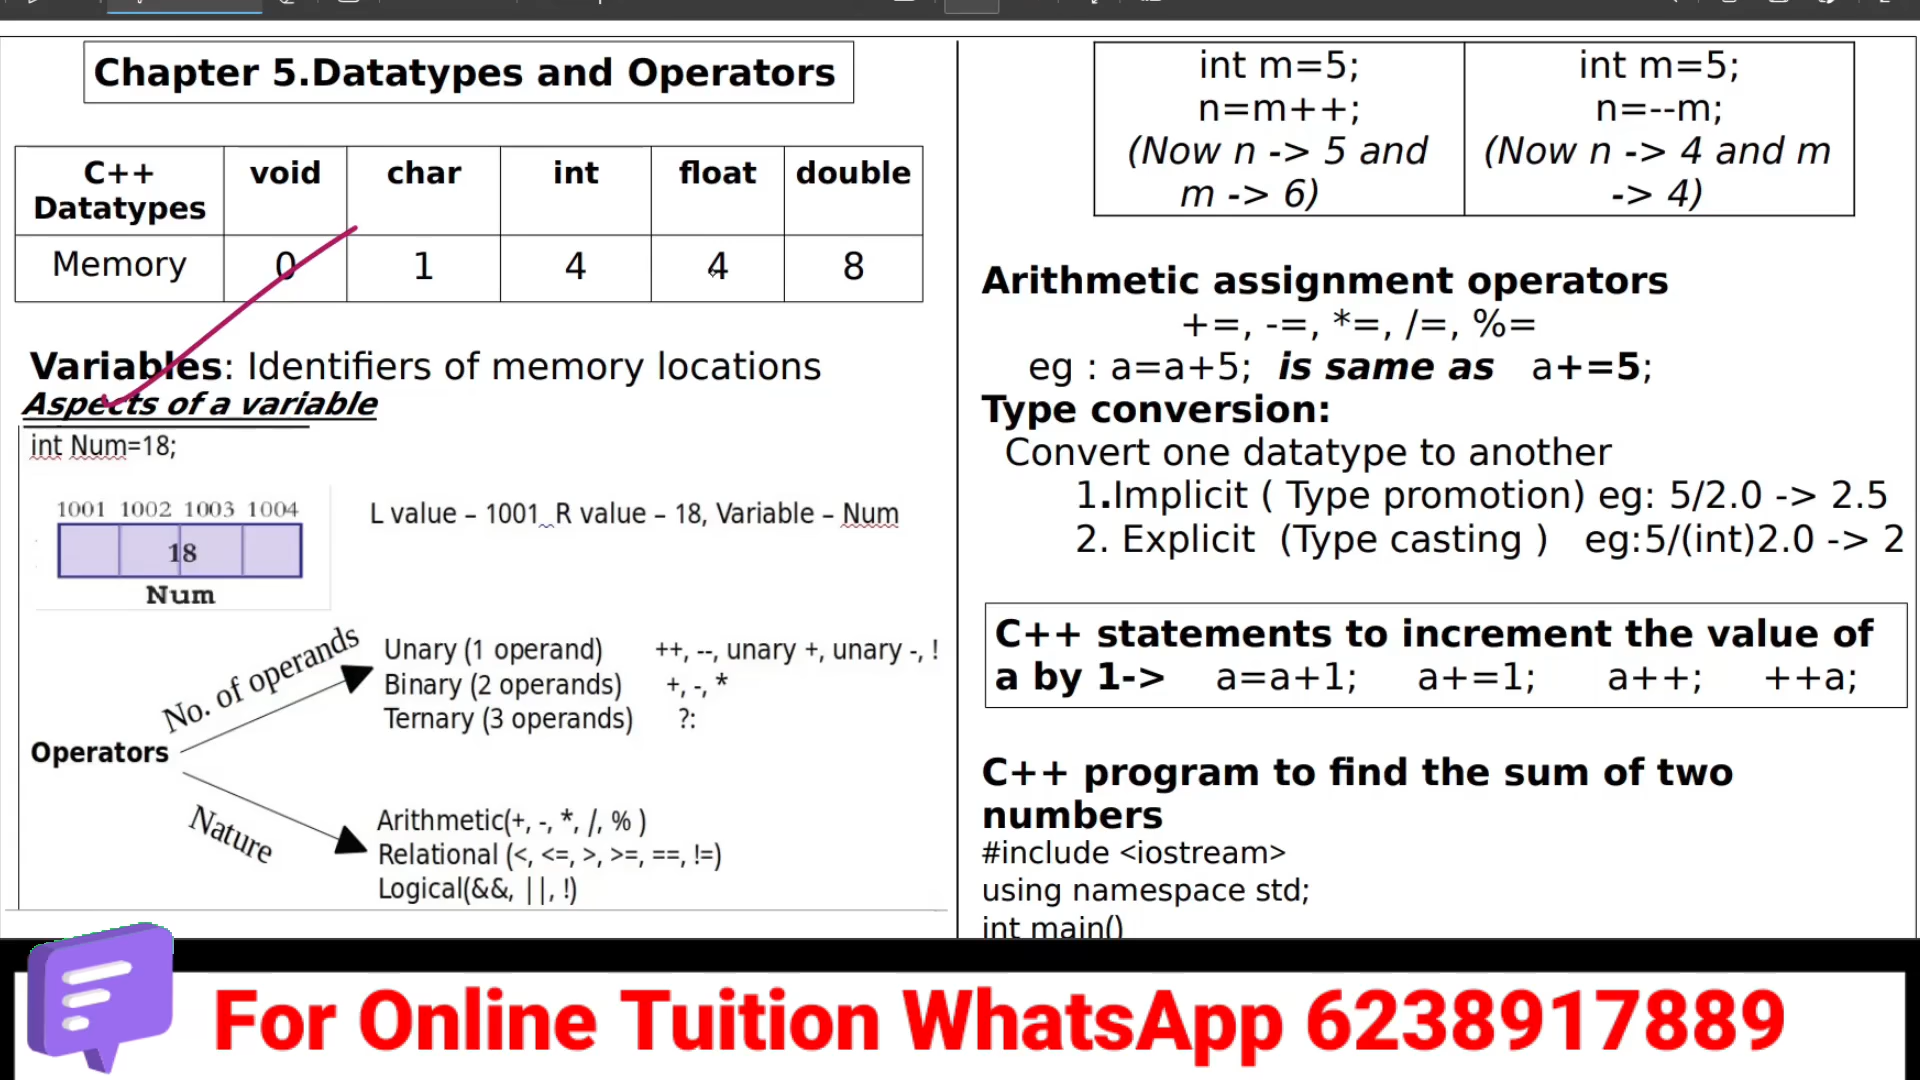 Chapter 5.Datatypes and Operators
C++ Datatypes void char int float double
Memory 0 1 4 4 8
Variables: Identifiers of memory locations
Aspects of a variable
int Num=18;
1001 1002 1003 1004
18
Num
L value – 1001 R value – 18, Variable – Num
Operators
No. of operands
Unary (1 operand) ++, --, unary +, unary -, !
Binary (2 operands) +, -, *
Ternary (3 operands) ?:
Nature
Arithmetic(+, -, *, /, % )
Relational (<, <=, >, >=, ==, !=)
Logical(&&, ||, !)
int m=5;
n=m++;
(Now n -> 5 and
m -> 6)
int m=5;
n=--m;
(Now n -> 4 and m
-> 4)
Arithmetic assignment operators
+=, -=, *=, /=, %=
eg : a=a+5; is same as a+=5;
Type conversion:
Convert one datatype to another
1.Implicit ( Type promotion) eg: 5/2.0 -> 2.5
2. Explicit (Type casting ) eg:5/(int)2.0 -> 2
C++ statements to increment the value of
a by 1-> a=a+1; a+=1; a++; ++a;
C++ program to find the sum of two
numbers
#include <iostream>
using namespace std;
int main()
For Online Tuition WhatsApp 6238917889